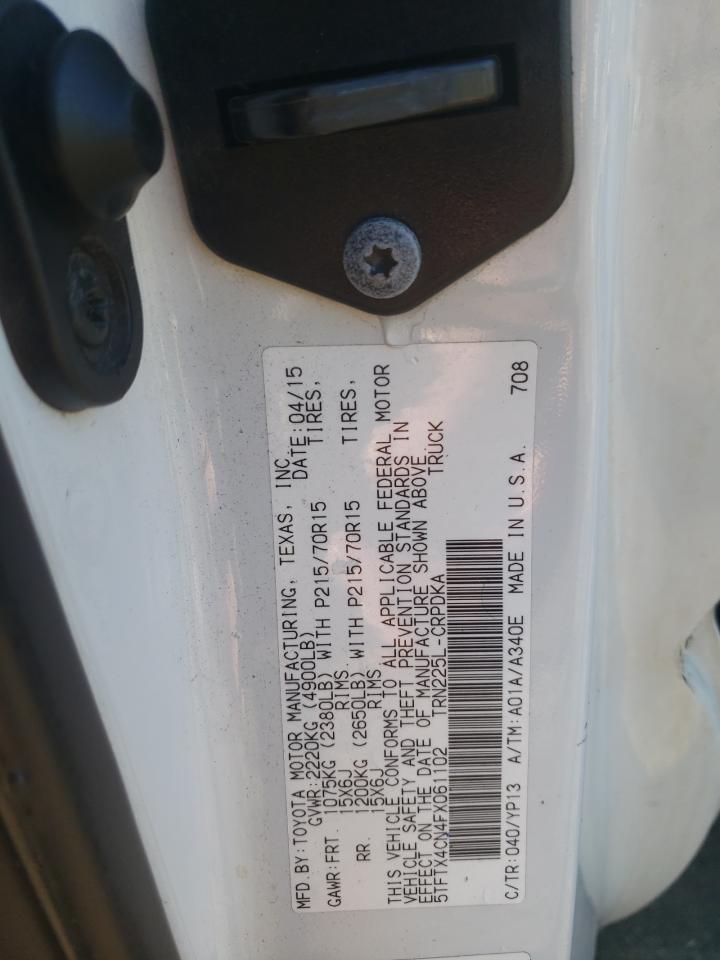 MFD.BY:TOYOTA MOTOR MANUFACTURING, TEXAS, INC.
GVWR:2220KG (4900LB) DATE:04/15
GAWR:FRT. 1075KG (2380LB) WITH P215/70R15 TIRES,
15X6J RIMS
RR. 1200KG (2650LB) WITH P215/70R15 TIRES,
15X6J RIMS
THIS VEHICLE CONFORMS TO ALL APPLICABLE FEDERAL MOTOR
VEHICLE SAFETY AND THEFT PREVENTION STANDARDS IN
EFFECT ON THE DATE OF MANUFACTURE SHOWN ABOVE.
5TFTX4CN4FX061102 TRN225L-CRPDKA TRUCK
C/TR:040/YP13 A/TM:A01A/A340E MADE IN U.S.A. 708